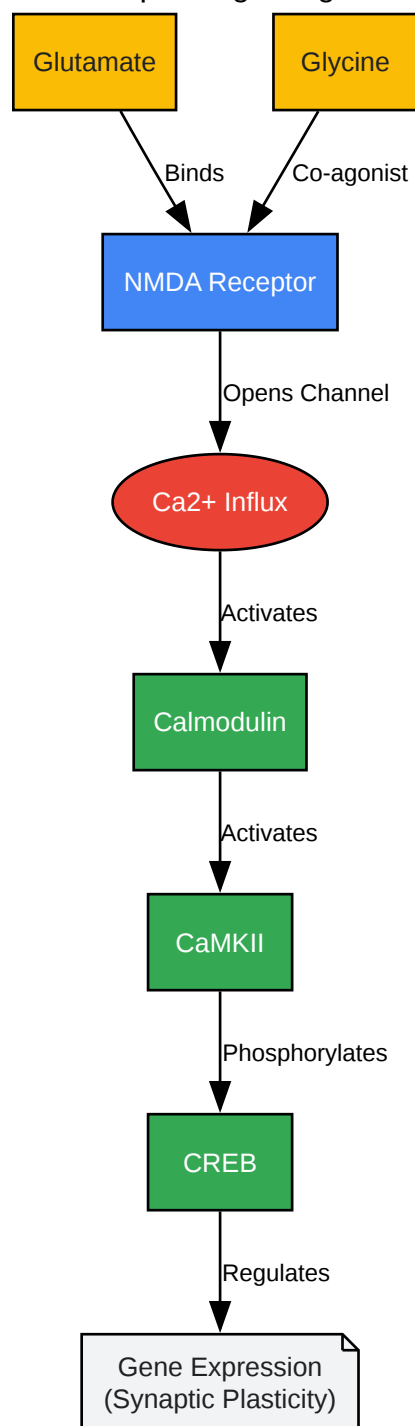 Glutamate
Glycine
Binds
Co-agonist
NMDA Receptor
Opens Channel
Ca2+ Influx
Activates
Calmodulin
Activates
CaMKII
Phosphorylates
CREB
Regulates
Gene Expression
(Synaptic Plasticity)